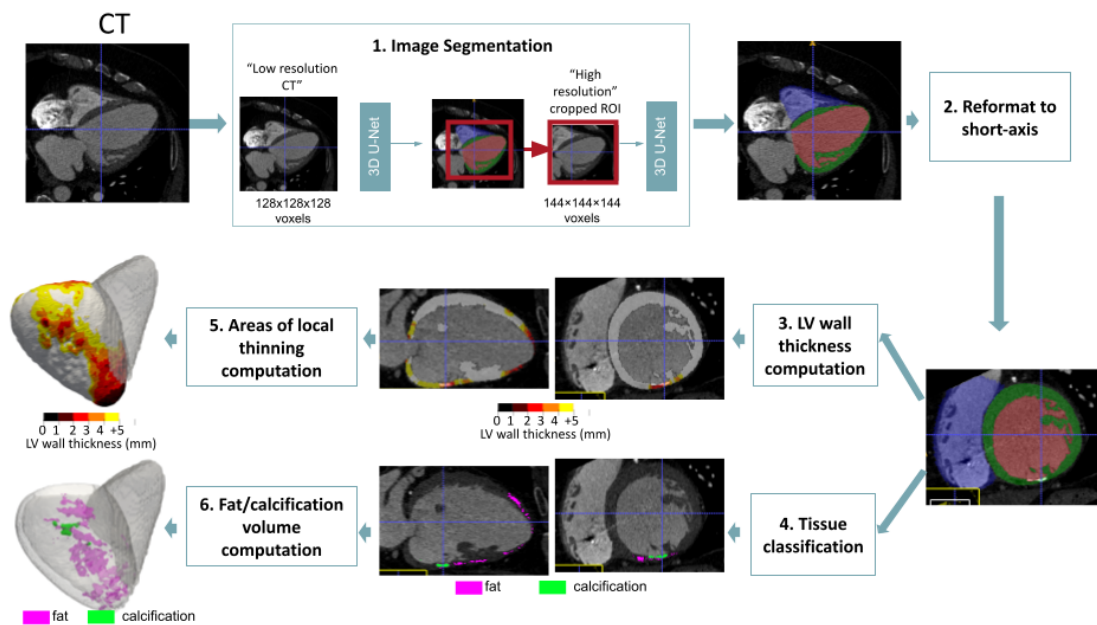 CT
1. Image Segmentation
“Low resolution
CT”
3D U-Net
“High
resolution”
cropped ROI
3D U-Net
128x128x128
voxels
144×144×144
voxels
2. Reformat to
short-axis
5. Areas of local
thinning
computation
3. LV wall
thickness
computation
0 1 2 3 4 +5
LV wall thickness (mm)
0 1 2 3 4 +5
LV wall thickness (mm)
6. Fat/calcification
volume
computation
4. Tissue
classification
fat
calcification
fat
calcification